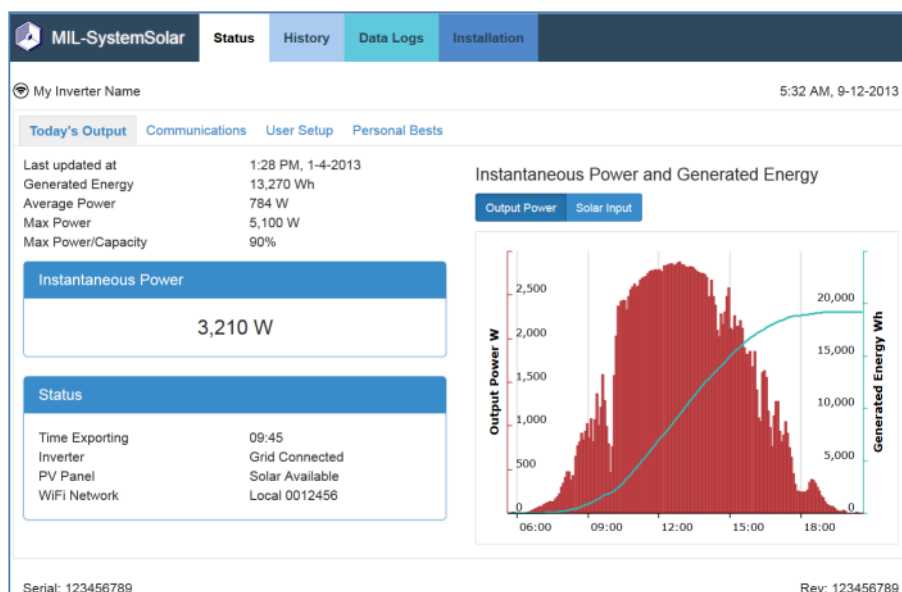 MIL-SystemSolar Status History Data Logs Installation
My Inverter Name 5:32 AM, 9-12-2013
Today's Output Communications User Setup Personal Bests
Last updated at 1:28 PM, 1-4-2013
Generated Energy 13,270 Wh
Average Power 784 W
Max Power 5,100 W
Max Power/Capacity 90%
Instantaneous Power
3,210 W
Status
Time Exporting 09:45
Inverter Grid Connected
PV Panel Solar Available
WiFi Network Local 0012456
Instantaneous Power and Generated Energy
Output Power Solar Input
Output Power W
2,500
2,000
1,500
1,000
500
0
20,000
15,000
10,000
5,000
0
Generated Energy Wh
06:00 09:00 12:00 15:00 18:00
Serial: 123456789 Rev: 123456789